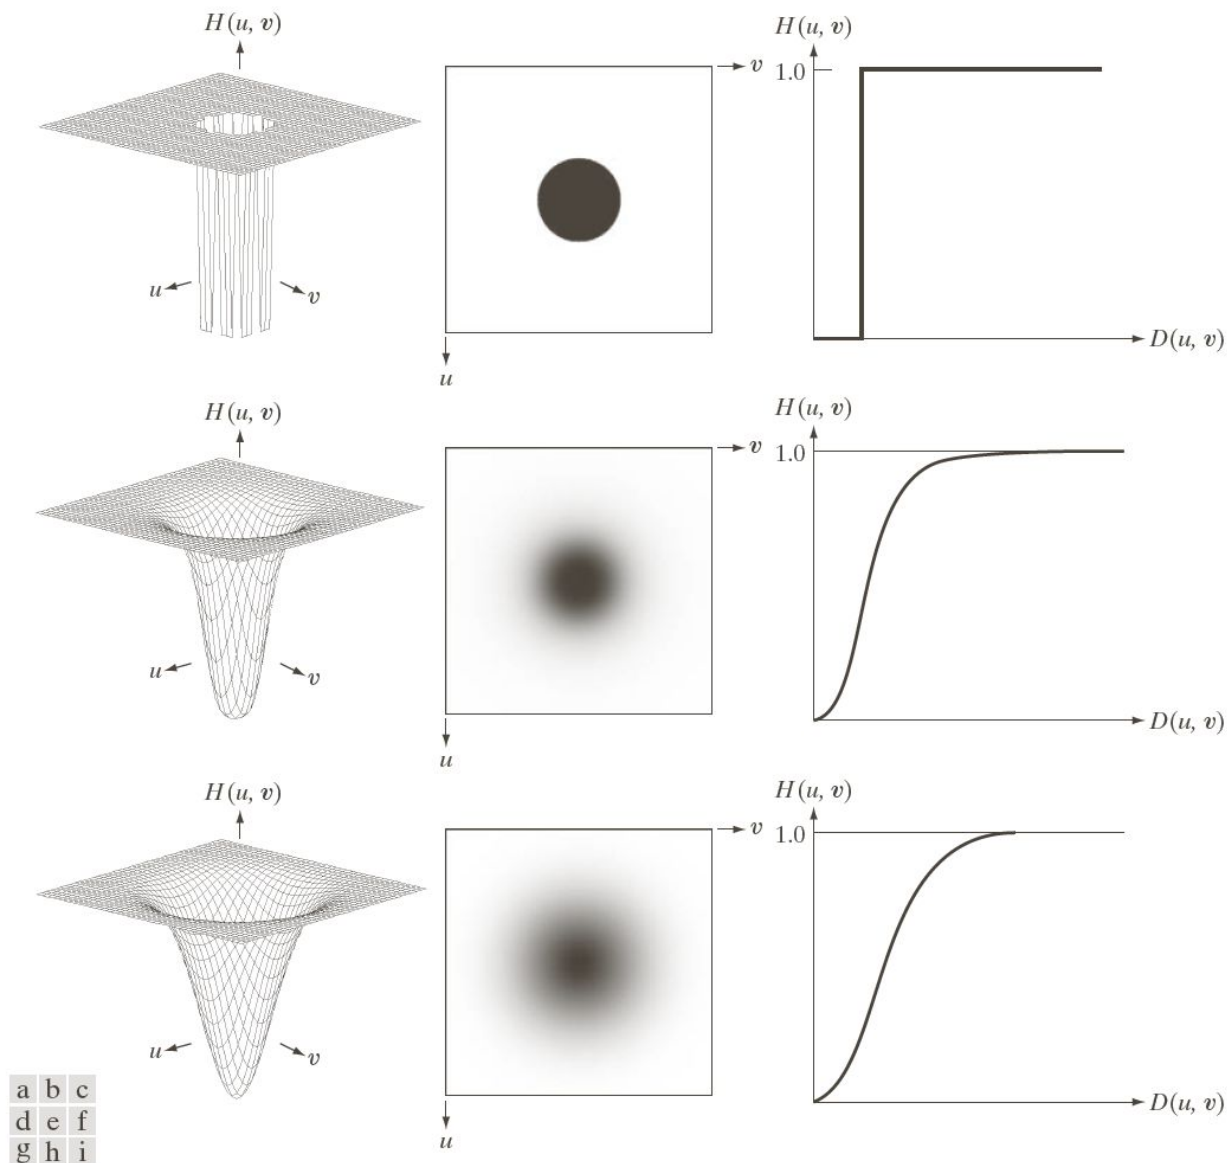 H(u, v)
u
v
v
u
H(u, v)
1.0
D(u, v)
H(u, v)
u
v
v
u
H(u, v)
1.0
D(u, v)
H(u, v)
u
v
v
u
H(u, v)
1.0
D(u, v)
a b c
d e f
g h i